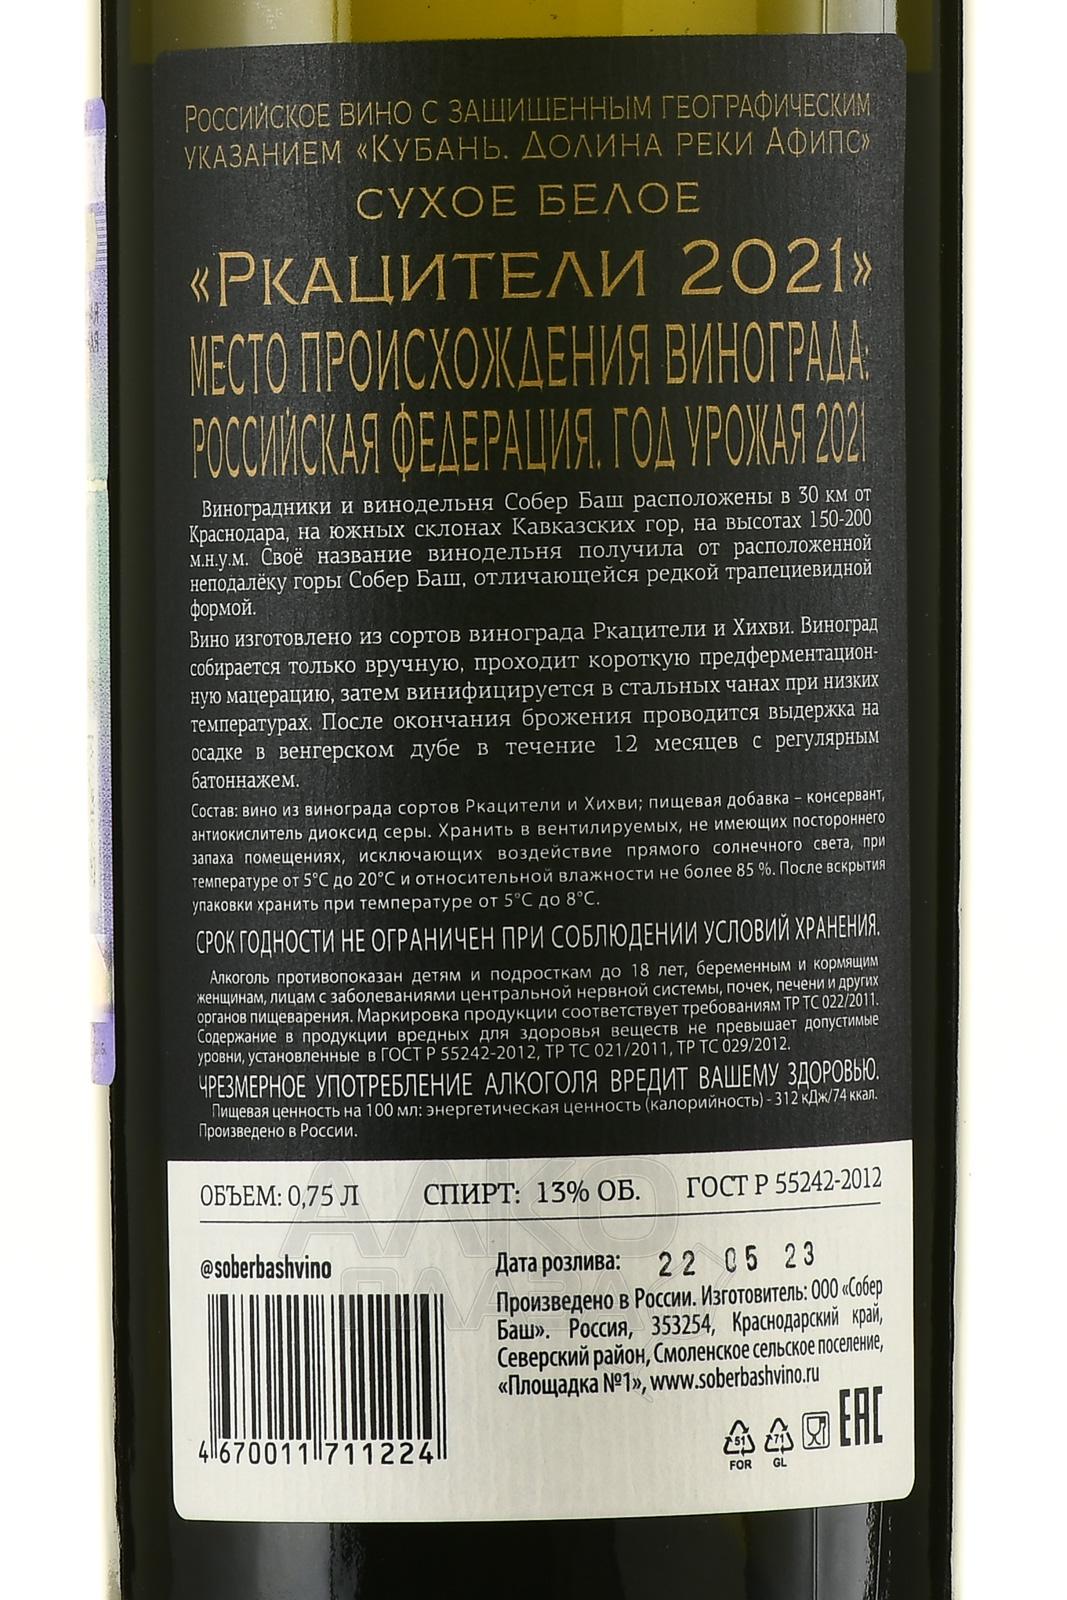 Российское вино с защищенным географическим
указанием «Кубань. Долина реки Афипс»
сухое белое
«Ркацители 2021»
МЕСТО ПРОИСХОЖДЕНИЯ ВИНОГРАДА:
РОССИЙСКАЯ ФЕДЕРАЦИЯ. ГОД УРОЖАЯ 2021
Виноградники и винодельня Собер Баш расположены в 30 км от
Краснодара, на южных склонах Кавказских гор, на высотах 150-200
м.н.у.м. Своё название винодельня получила от расположенной
неподалёку горы Собер Баш, отличающейся редкой трапециевидной
формой.
Вино изготовлено из сортов винограда Ркацители и Хихви. Виноград
собирается только вручную, проходит короткую предферментацион-
ную мацерацию, затем винифицируется в стальных чанах при низких
температурах. После окончания брожения проводится выдержка на
осадке в венгерском дубе в течение 12 месяцев с регулярным
батоннажем.
Состав: вино из винограда сортов Ркацители и Хихви; пищевая добавка – консервант,
антиокислитель диоксид серы. Хранить в вентилируемых, не имеющих постороннего
запаха помещениях, исключающих воздействие прямого солнечного света, при
температуре от 5°С до 20°С и относительной влажности не более 85 %. После вскрытия
упаковки хранить при температуре от 5°С до 8°С.
СРОК ГОДНОСТИ НЕ ОГРАНИЧЕН ПРИ СОБЛЮДЕНИИ УСЛОВИЙ ХРАНЕНИЯ.
Алкоголь противопоказан детям и подросткам до 18 лет, беременным и кормящим
женщинам, лицам с заболеваниями центральной нервной системы, почек, печени и других
органов пищеварения. Маркировка продукции соответствует требованиям ТР ТС 022/2011.
Содержание в продукции вредных для здоровья веществ не превышает допустимые
уровни, установленные в ГОСТ Р 55242-2012, ТР ТС 021/2011, ТР ТС 029/2012.
ЧРЕЗМЕРНОЕ УПОТРЕБЛЕНИЕ АЛКОГОЛЯ ВРЕДИТ ВАШЕМУ ЗДОРОВЬЮ.
Пищевая ценность на 100 мл: энергетическая ценность (калорийность) - 312 кДж/74 ккал.
Произведено в России.
ОБЪЕМ: 0,75 Л СПИРТ: 13% ОБ. ГОСТ Р 55242-2012
@soberbashvino
Дата розлива: 22 05 23
Произведено в России. Изготовитель: ООО «Собер
Баш». Россия, 353254, Краснодарский край,
Северский район, Смоленское сельское поселение,
«Площадка №1», www.soberbashvino.ru
51 FOR
71 GL
EAC
4 670011 711224
АЛКО
ПЛАЗА